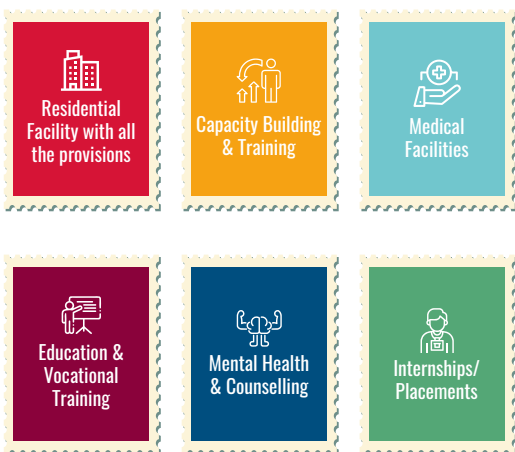 Residential
Facility with all
the provisions
Capacity Building
& Training
Medical
Facilities
Education &
Vocational
Training
Mental Health
& Counselling
Internships/
Placements